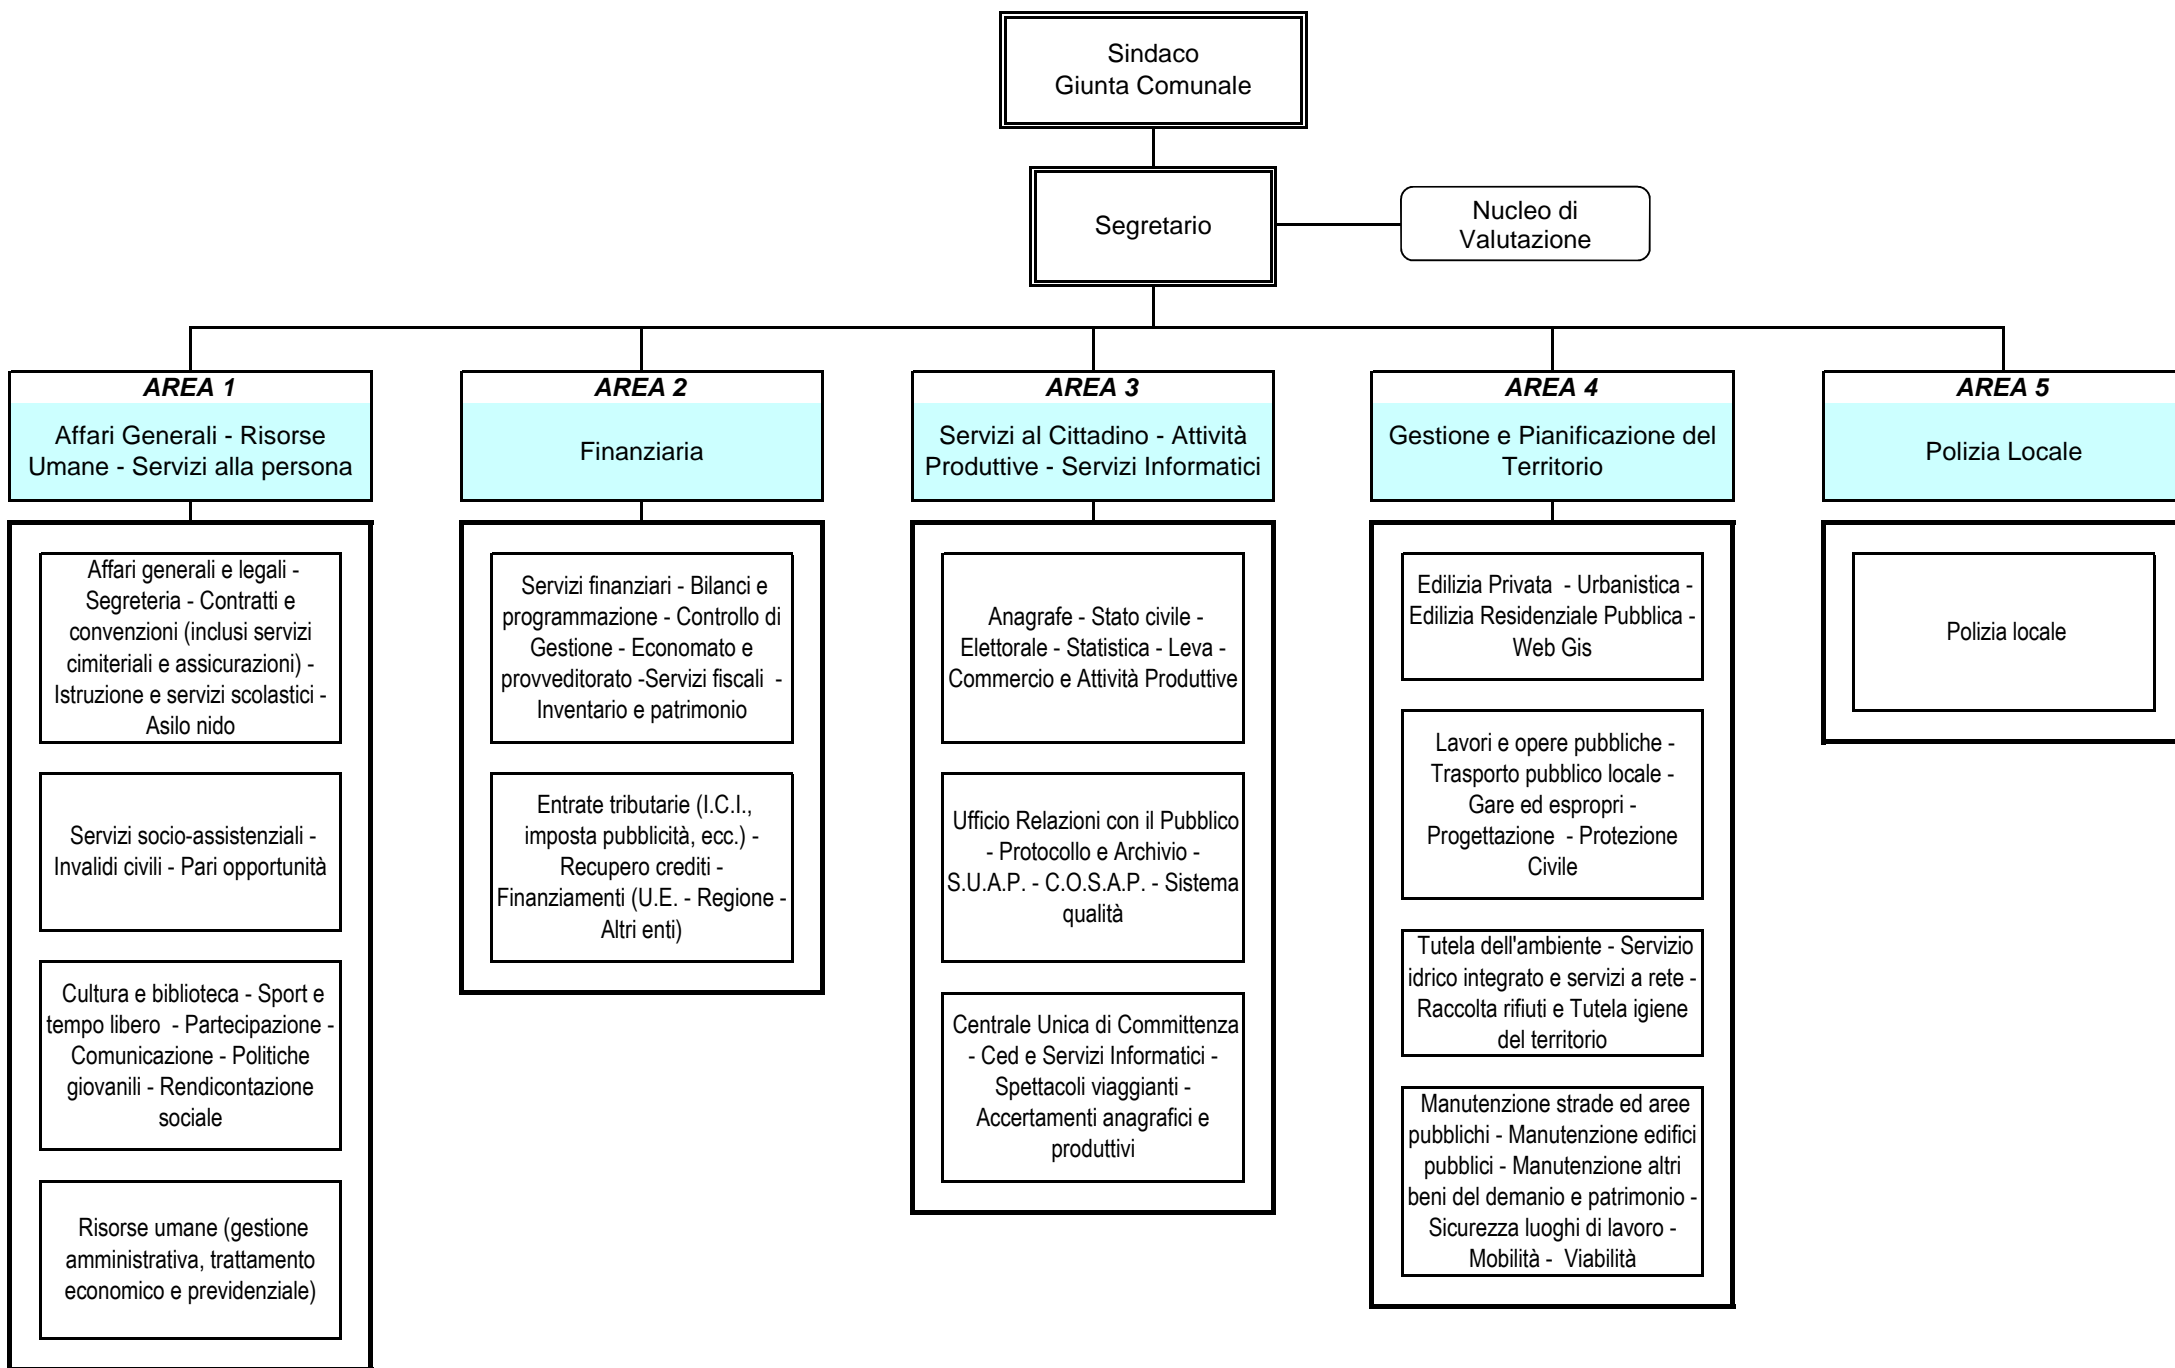 Sindaco
Giunta Comunale
Segretario
Nucleo di
Valutazione
AREA 1
Affari Generali - Risorse
Umane - Servizi alla persona
Affari generali e legali -
Segreteria - Contratti e
convenzioni (inclusi servizi
cimiteriali e assicurazioni) -
Istruzione e servizi scolastici -
Asilo nido
Servizi socio-assistenziali -
Invalidi civili - Pari opportunità
Cultura e biblioteca - Sport e
tempo libero  - Partecipazione -
Comunicazione - Politiche
giovanili - Rendicontazione
sociale
Risorse umane (gestione
amministrativa, trattamento
economico e previdenziale)
AREA 2
Finanziaria
Servizi finanziari - Bilanci e
programmazione - Controllo di
Gestione - Economato e
provveditorato -Servizi fiscali  -
Inventario e patrimonio
Entrate tributarie (I.C.I.,
imposta pubblicità, ecc.) -
Recupero crediti -
Finanziamenti (U.E. - Regione -
Altri enti)
AREA 3
Servizi al Cittadino - Attività
Produttive - Servizi Informatici
Anagrafe - Stato civile -
Elettorale - Statistica - Leva -
Commercio e Attività Produttive
Ufficio Relazioni con il Pubblico
- Protocollo e Archivio -
S.U.A.P. - C.O.S.A.P. - Sistema
qualità
Centrale Unica di Committenza
- Ced e Servizi Informatici -
Spettacoli viaggianti -
Accertamenti anagrafici e
produttivi
AREA 4
Gestione e Pianificazione del
Territorio
Edilizia Privata  - Urbanistica -
Edilizia Residenziale Pubblica -
Web Gis
Lavori e opere pubbliche -
Trasporto pubblico locale -
Gare ed espropri -
Progettazione  - Protezione
Civile
Tutela dell'ambiente - Servizio
idrico integrato e servizi a rete -
Raccolta rifiuti e Tutela igiene
del territorio
Manutenzione strade ed aree
pubblichi - Manutenzione edifici
pubblici - Manutenzione altri
beni del demanio e patrimonio -
Sicurezza luoghi di lavoro -
Mobilità -  Viabilità
AREA 5
Polizia Locale
Polizia locale